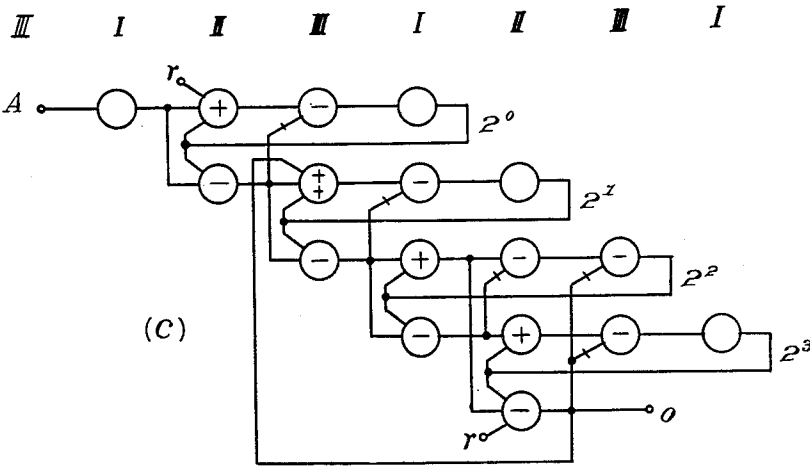 III I II III I II III I
r
A + −
2⁰
− + + −
2¹
− + − −
2²
(C)
− + −
2³
−
r o